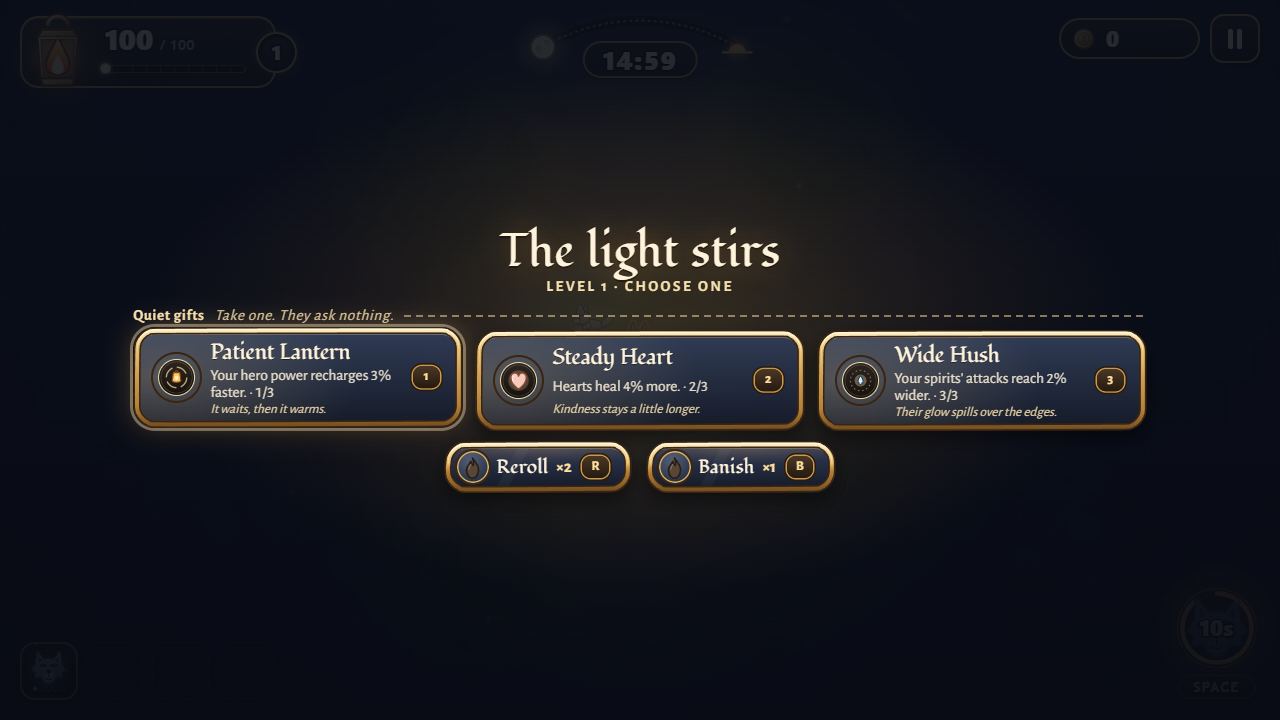 100 / 100
1
14:59
0
The light stirs
LEVEL 1 · CHOOSE ONE
Quiet gifts Take one. They ask nothing.
Patient Lantern
Your hero power recharges 3%
faster. · 1/3
It waits, then it warms.
1
Steady Heart
Hearts heal 4% more. · 2/3
Kindness stays a little longer.
2
Wide Hush
Your spirits' attacks reach 2%
wider. · 3/3
Their glow spills over the edges.
3
Reroll ×2 R
Banish ×1 B
10s
SPACE